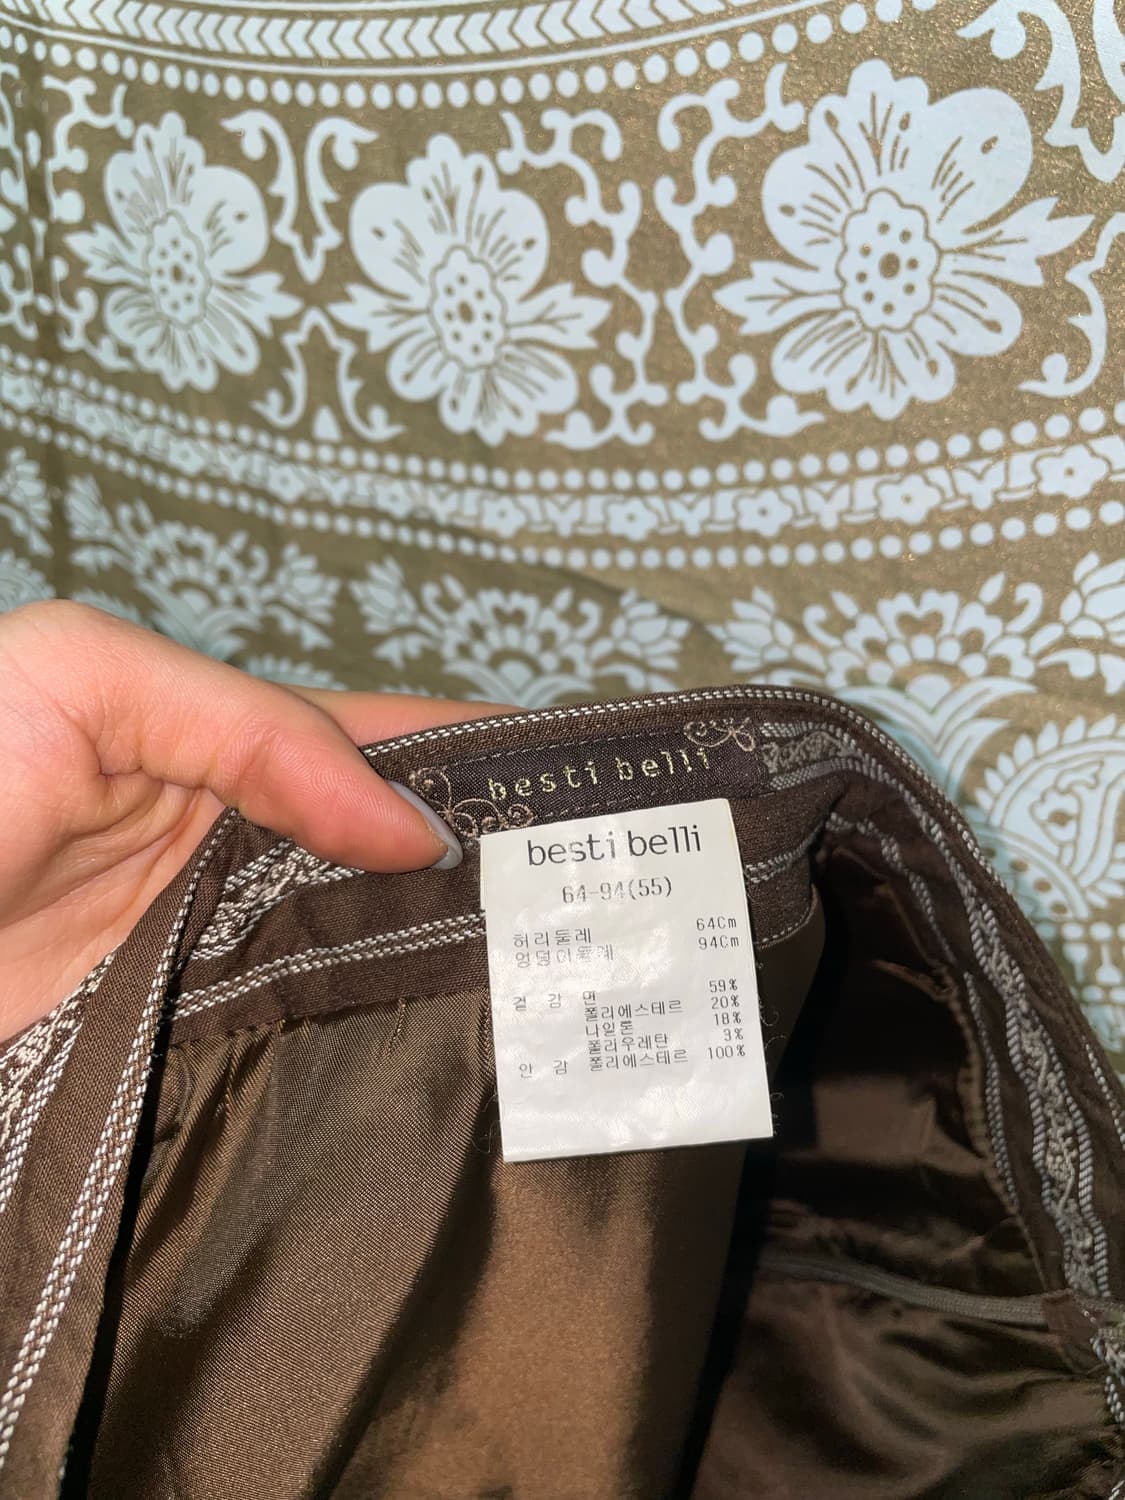 besti belli
besti belli
64-94(55)
허리둘레 64Cm
엉덩이둘레 94Cm
겉 감 면 59%
폴리에스테르 20%
나일론 18%
폴리우레탄 3%
안 감 폴리에스테르 100%